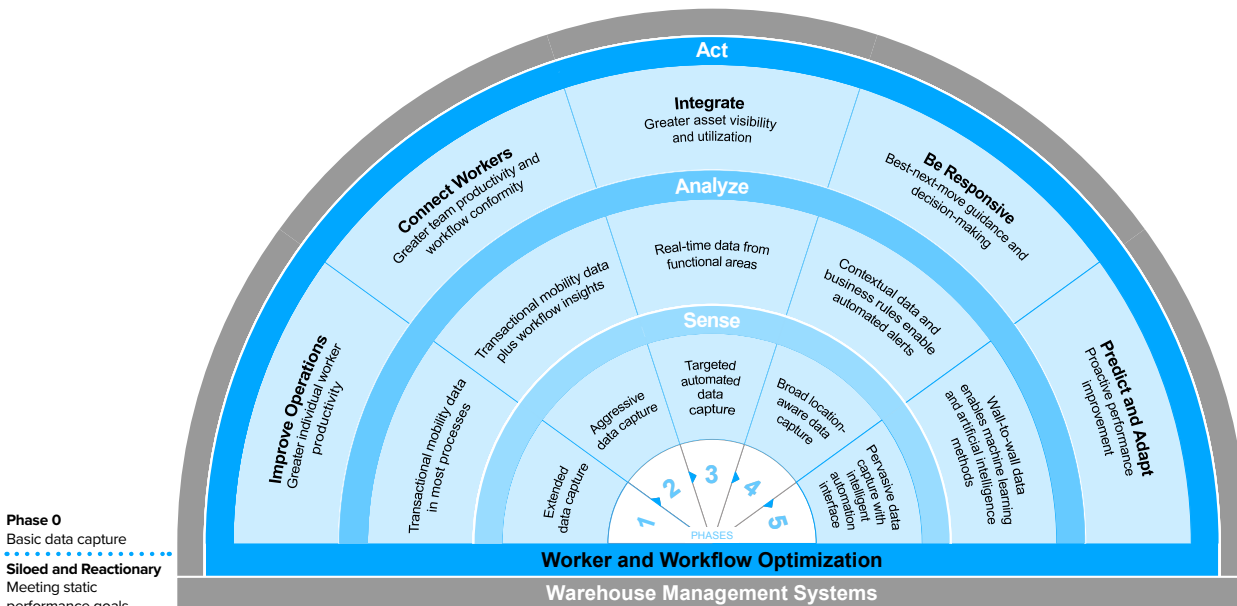 Act
Integrate
Greater asset visibility
and utilization
Connect Workers
Greater team productivity and
workflow conformity
Be Responsive
Best-next-move guidance and
decision-making
Improve Operations
Greater individual worker
productivity
Predict and Adapt
Proactive performance
improvement
Analyze
Real-time data from
functional areas
Transactional mobility data
plus workflow insights
Contextual data and
business rules enable
automated alerts
Transactional mobility data
in most processes
Wall-to-wall data
enables machine learning
and artificial intelligence
methods
Sense
Targeted
automated
data
capture
Aggressive
data capture
Broad location-
aware data
capture
Extended
data capture
Pervasive data
capture with
intelligent
automation
interface
1
2
3
4
5
PHASES
Phase 0
Basic data capture
Siloed and Reactionary
Meeting static
performance goals
Worker and Workflow Optimization
Warehouse Management Systems